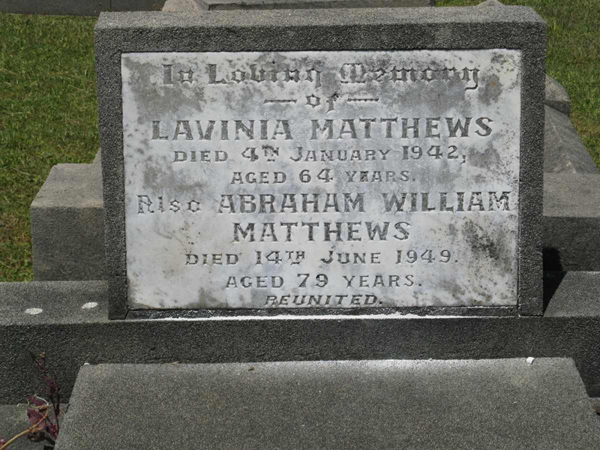 In Loving Memory
— of —
LAVINIA MATTHEWS
DIED 4TH JANUARY 1942,
AGED 64 YEARS.
Also ABRAHAM WILLIAM
MATTHEWS
DIED 14TH JUNE 1949.
AGED 79 YEARS.
REUNITED.